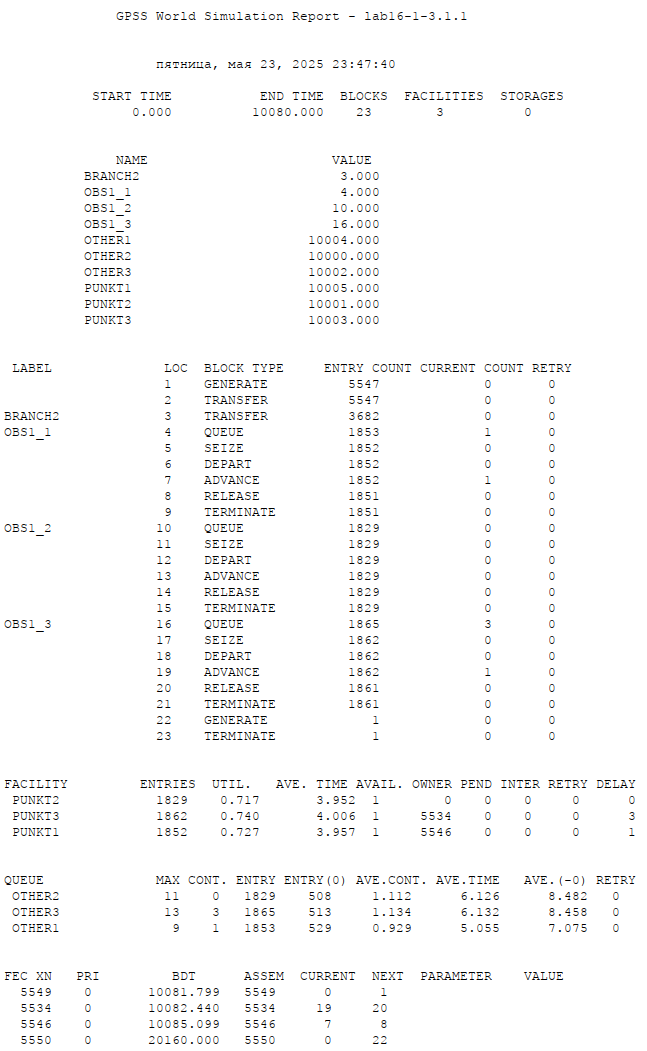 GPSS World Simulation Report - lab16-1-3.1.1
пятница, мая 23, 2025 23:47:40
START TIME END TIME BLOCKS FACILITIES STORAGES
0.000 10080.000 23 3 0
NAME VALUE
BRANCH2 3.000
OBS1_1 4.000
OBS1_2 10.000
OBS1_3 16.000
OTHER1 10004.000
OTHER2 10000.000
OTHER3 10002.000
PUNKT1 10005.000
PUNKT2 10001.000
PUNKT3 10003.000
LABEL LOC BLOCK TYPE ENTRY COUNT CURRENT COUNT RETRY
1 GENERATE 5547 0 0
2 TRANSFER 5547 0 0
BRANCH2 3 TRANSFER 3682 0 0
OBS1_1 4 QUEUE 1853 1 0
5 SEIZE 1852 0 0
6 DEPART 1852 0 0
7 ADVANCE 1852 1 0
8 RELEASE 1851 0 0
9 TERMINATE 1851 0 0
OBS1_2 10 QUEUE 1829 0 0
11 SEIZE 1829 0 0
12 DEPART 1829 0 0
13 ADVANCE 1829 0 0
14 RELEASE 1829 0 0
15 TERMINATE 1829 0 0
OBS1_3 16 QUEUE 1865 3 0
17 SEIZE 1862 0 0
18 DEPART 1862 0 0
19 ADVANCE 1862 1 0
20 RELEASE 1861 0 0
21 TERMINATE 1861 0 0
22 GENERATE 1 0 0
23 TERMINATE 1 0 0
FACILITY ENTRIES UTIL. AVE. TIME AVAIL. OWNER PEND INTER RETRY DELAY
PUNKT2 1829 0.717 3.952 1 0 0 0 0 0
PUNKT3 1862 0.740 4.006 1 5534 0 0 0 3
PUNKT1 1852 0.727 3.957 1 5546 0 0 0 1
QUEUE MAX CONT. ENTRY ENTRY(0) AVE.CONT. AVE.TIME AVE.(-0) RETRY
OTHER2 11 0 1829 508 1.112 6.126 8.482 0
OTHER3 13 3 1865 513 1.134 6.132 8.458 0
OTHER1 9 1 1853 529 0.929 5.055 7.075 0
FEC XN PRI BDT ASSEM CURRENT NEXT PARAMETER VALUE
5549 0 10081.799 5549 0 1
5534 0 10082.440 5534 19 20
5546 0 10085.099 5546 7 8
5550 0 20160.000 5550 0 22